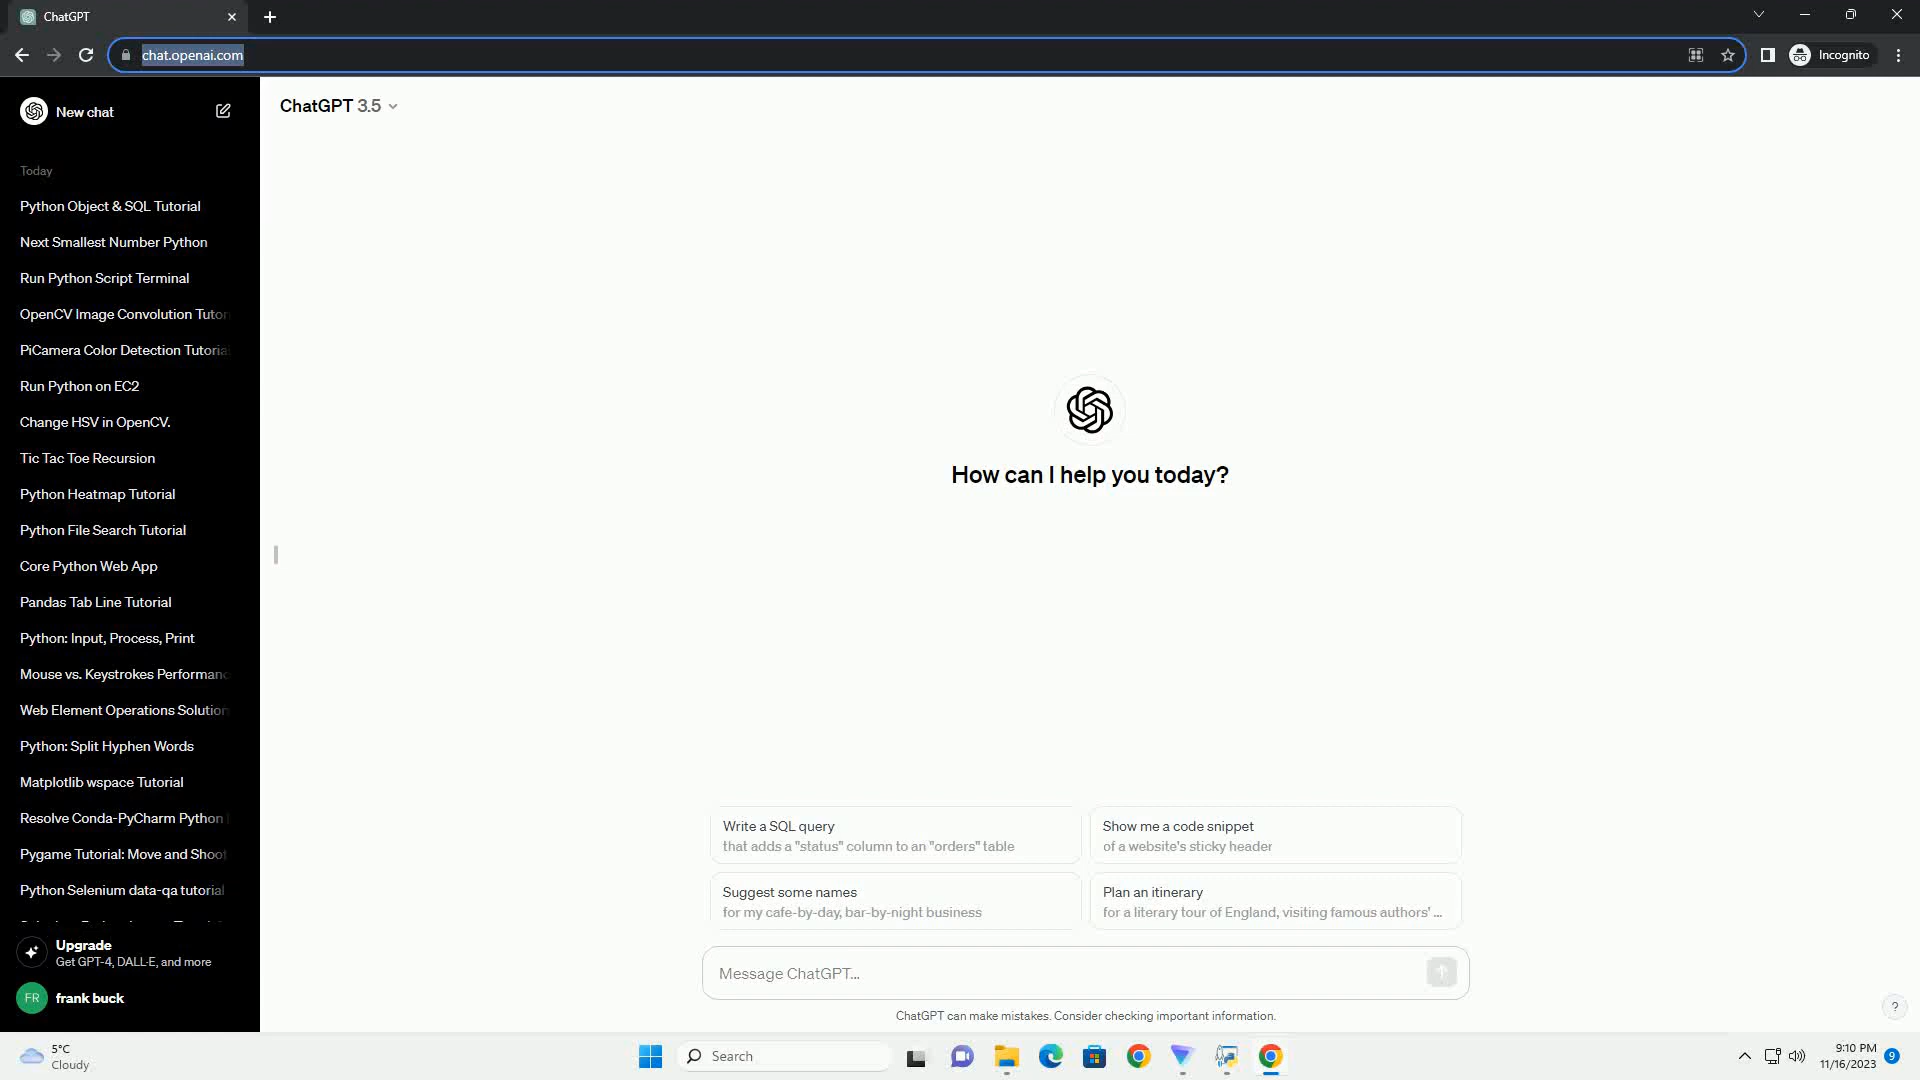 ChatGPT
chat.openai.com
Incognito
New chat
ChatGPT 3.5
Today
Python Object & SQL Tutorial
Next Smallest Number Python
Run Python Script Terminal
OpenCV Image Convolution Tutor
PiCamera Color Detection Tutoria
Run Python on EC2
Change HSV in OpenCV.
Tic Tac Toe Recursion
Python Heatmap Tutorial
Python File Search Tutorial
Core Python Web App
Pandas Tab Line Tutorial
Python: Input, Process, Print
Mouse vs. Keystrokes Performanc
Web Element Operations Solution
Python: Split Hyphen Words
Matplotlib wspace Tutorial
Resolve Conda-PyCharm Python
Pygame Tutorial: Move and Shoot
Python Selenium data-qa tutorial
Upgrade
Get GPT-4, DALL·E, and more
FR
frank buck
How can I help you today?
Write a SQL query
that adds a "status" column to an "orders" table
Show me a code snippet
of a website's sticky header
Suggest some names
for my cafe-by-day, bar-by-night business
Plan an itinerary
for a literary tour of England, visiting famous authors' ...
Message ChatGPT...
ChatGPT can make mistakes. Consider checking important information.
?
5°C
Cloudy
Search
9:10 PM
11/16/2023
9